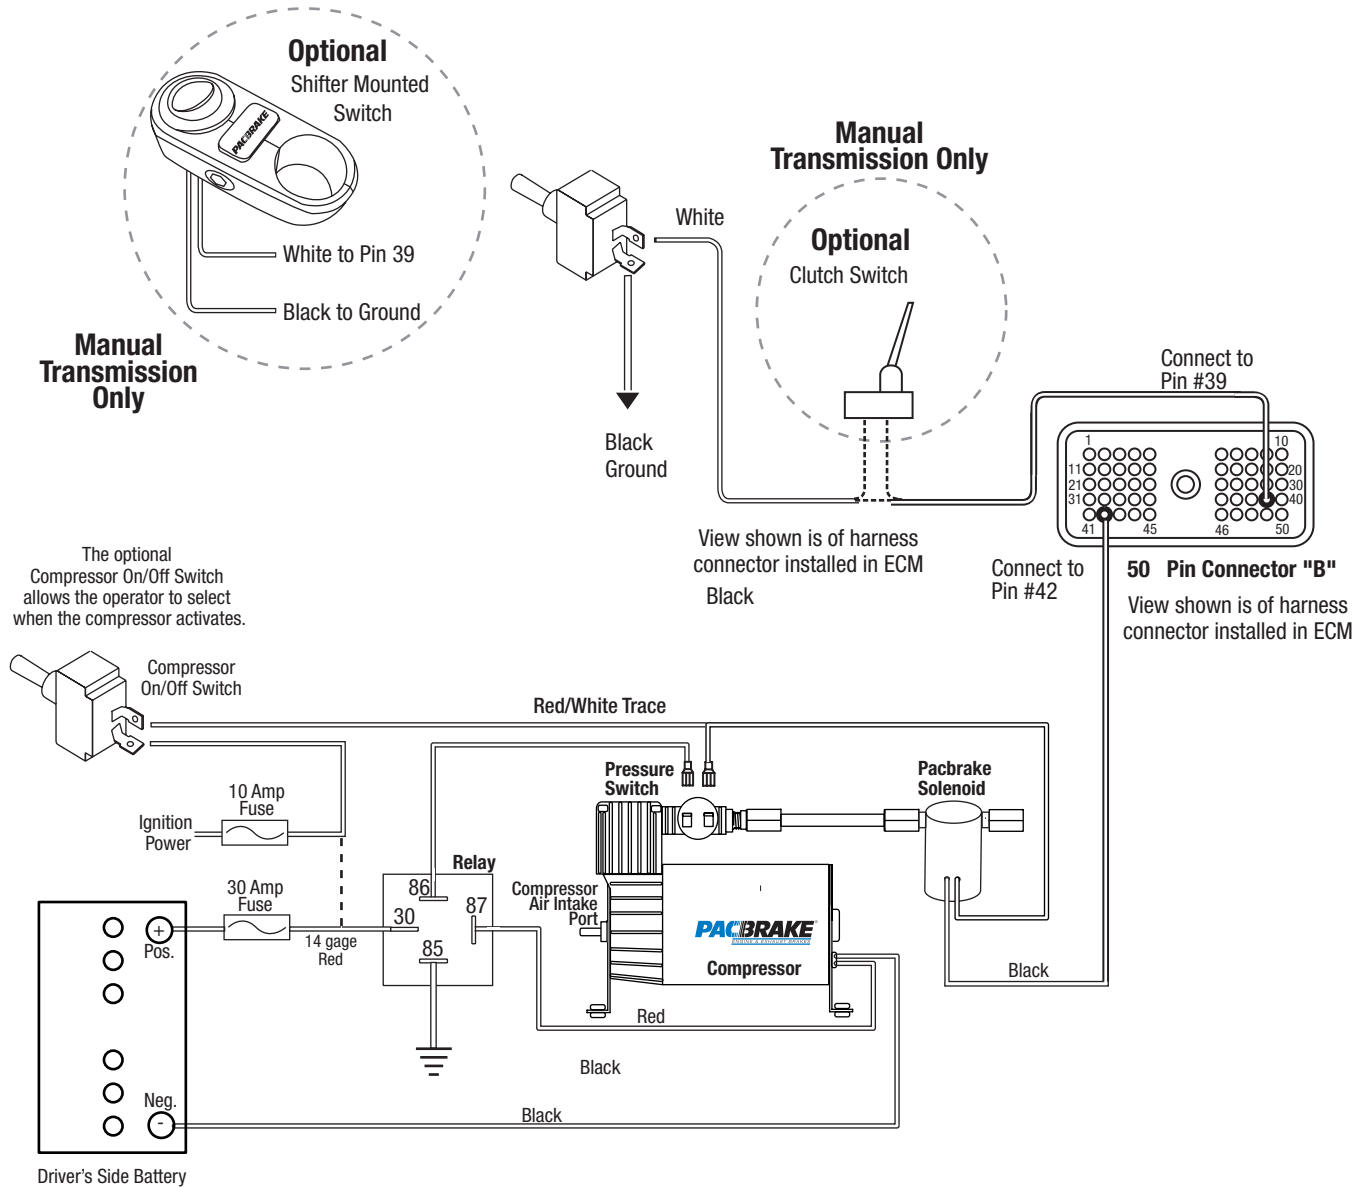 Optional
Shifter Mounted
Switch
PACBRAKE
White to Pin 39
Black to Ground
Manual
Transmission
Only
White
Black
Ground
Manual
Transmission Only
Optional
Clutch Switch
Connect to
Pin #39
1
10
11
20
21
30
31
40
41
45
46
50
View shown is of harness
connector installed in ECM
Black
Connect to
Pin #42
50 Pin Connector "B"
View shown is of harness
connector installed in ECM
The optional
Compressor On/Off Switch
allows the operator to select
when the compressor activates.
Compressor
On/Off Switch
Red/White Trace
10 Amp
Fuse
Ignition
Power
Pressure
Switch
Pacbrake
Solenoid
30 Amp
Fuse
14 gage
Red
Relay
86
87
30
85
Compressor
Air Intake
Port
PACBRAKE
ENGINE & EXHAUST BRAKES
Compressor
+
Pos.
Black
Red
Black
Neg.
-
Black
Driver's Side Battery